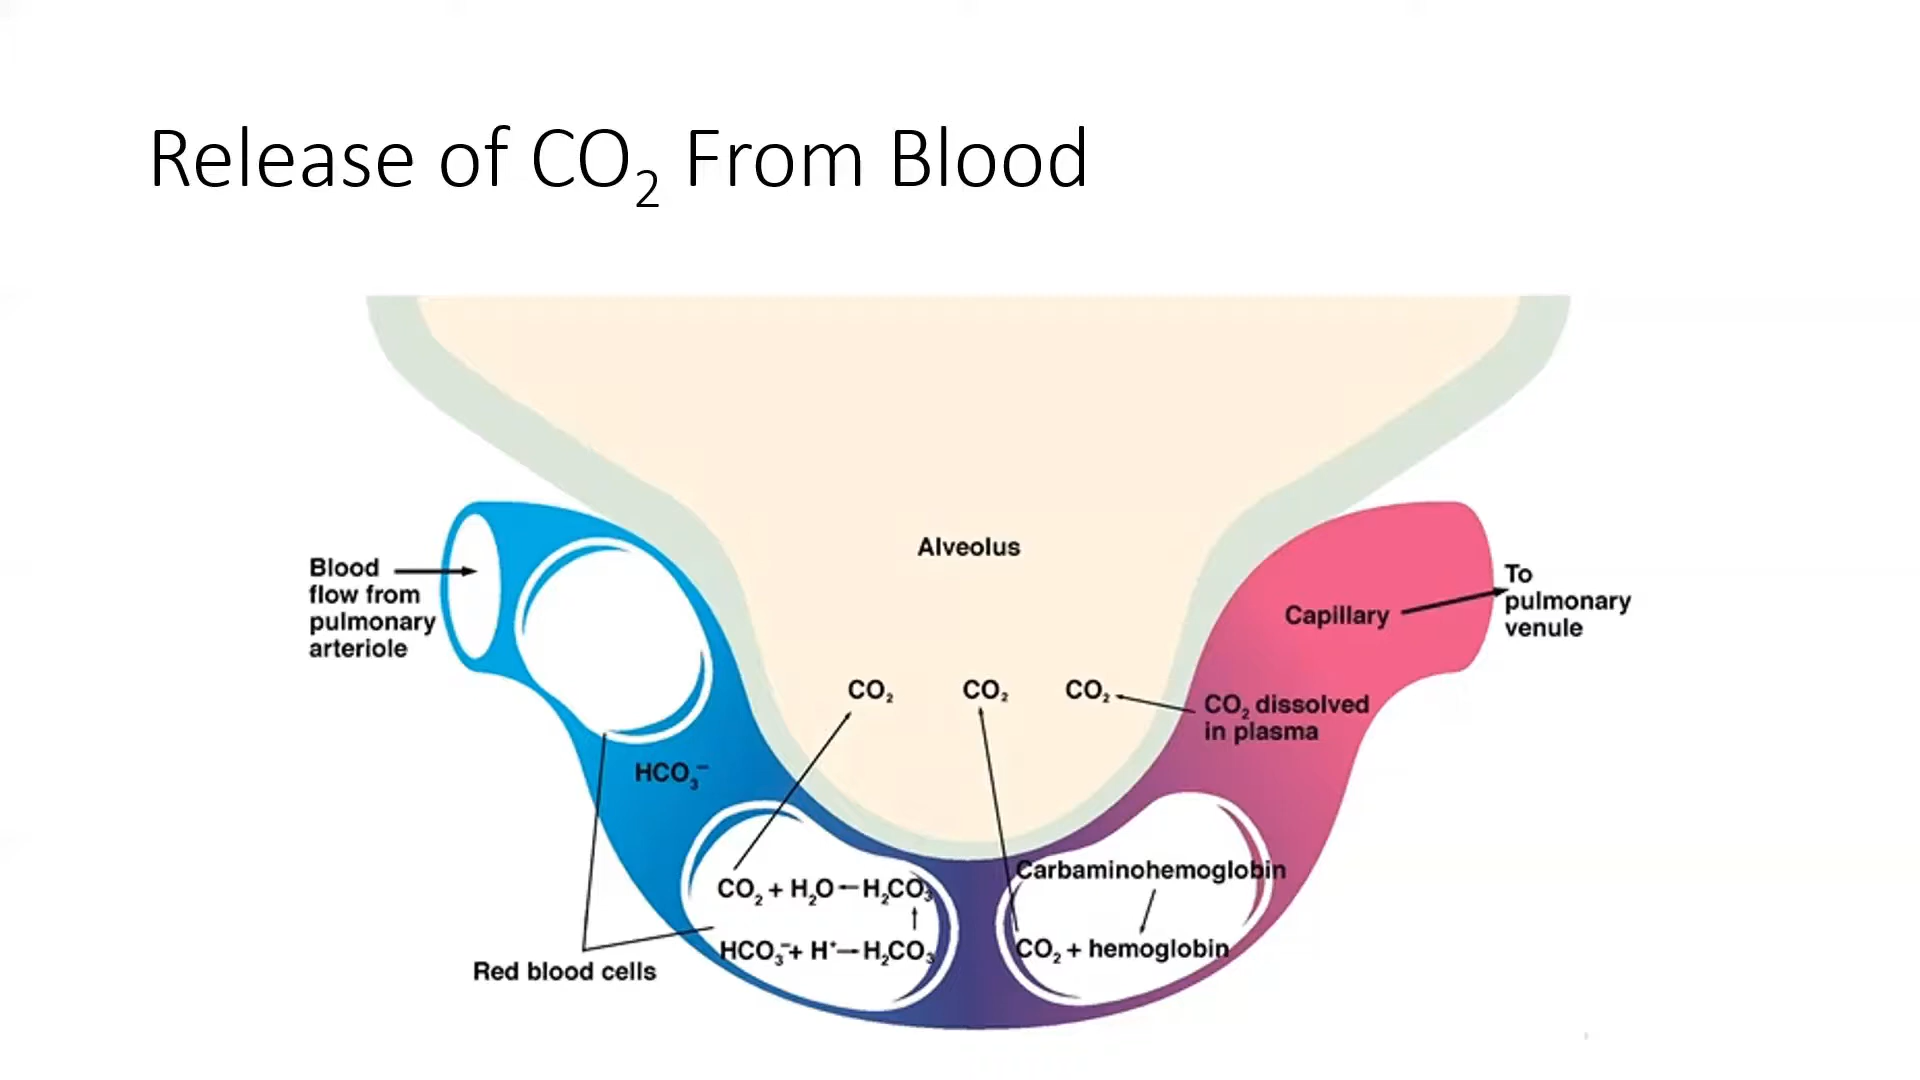 Release of CO₂ From Blood
Alveolus
Blood
flow from
pulmonary
arteriole
Capillary
To
pulmonary
venule
CO₂
CO₂
CO₂
CO₂ dissolved
in plasma
HCO₃⁻
CO₂ + H₂O — H₂CO₃
HCO₃⁻ + H⁺ — H₂CO₃
Carbaminohemoglobin
CO₂ + hemoglobin
Red blood cells